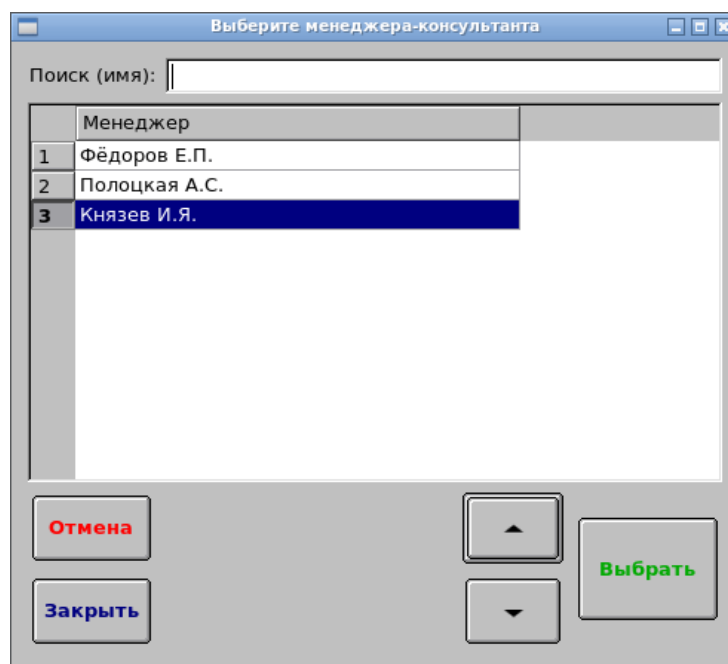 Выберите менеджера-консультанта
Поиск (имя):
Менеджер
1 Фёдоров Е.П.
2 Полоцкая А.С.
3 Князев И.Я.
Отмена
Выбрать
Закрыть